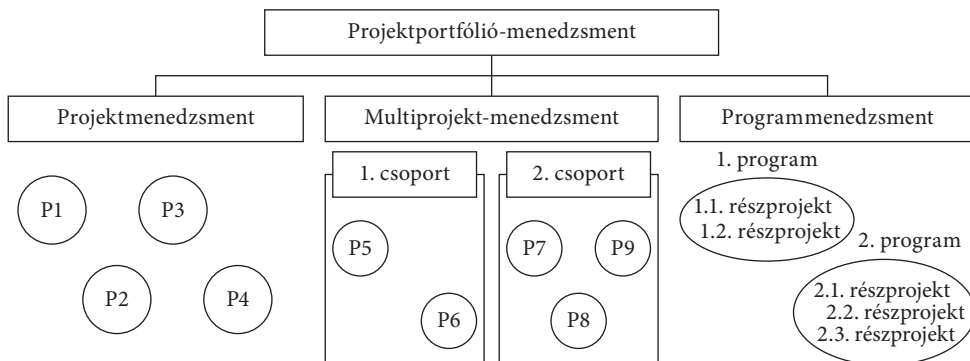 Projektportfólió-menedzsment
Projektmenedzsment
Multiprojekt-menedzsment
Programmenedzsment
P1
P3
P2
P4
1. csoport
P5
P6
2. csoport
P7
P9
P8
1. program
1.1. részprojekt
1.2. részprojekt
2. program
2.1. részprojekt
2.2. részprojekt
2.3. részprojekt